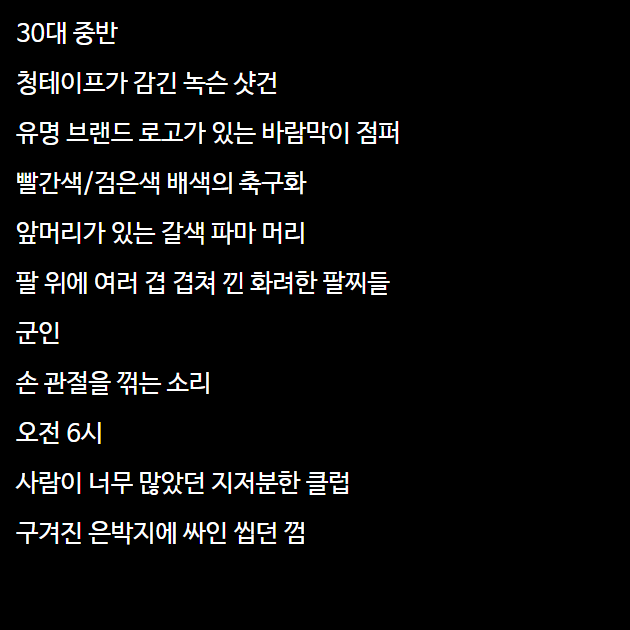 30대 중반
청테이프가 감긴 녹슨 샷건
유명 브랜드 로고가 있는 바람막이 점퍼
빨간색/검은색 배색의 축구화
앞머리가 있는 갈색 파마 머리
팔 위에 여러 겹 겹쳐 낀 화려한 팔찌들
군인
손 관절을 꺾는 소리
오전 6시
사람이 너무 많았던 지저분한 클럽
구겨진 은박지에 싸인 씹던 껌